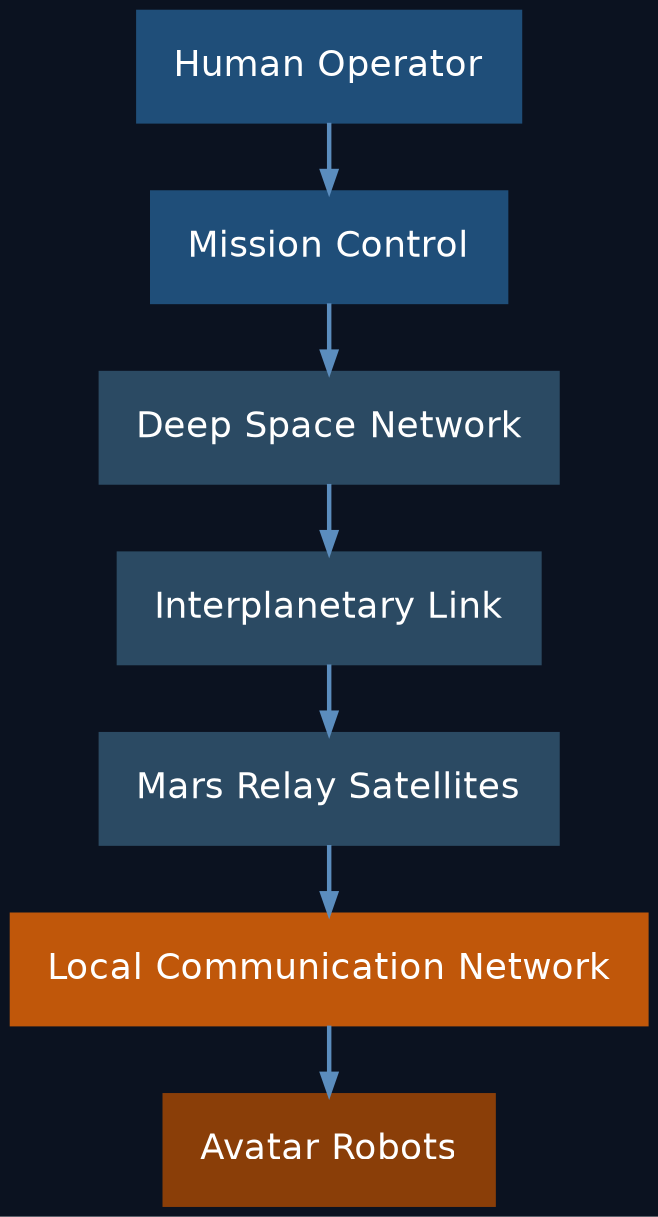 Human Operator
Mission Control
Deep Space Network
Interplanetary Link
Mars Relay Satellites
Local Communication Network
Avatar Robots